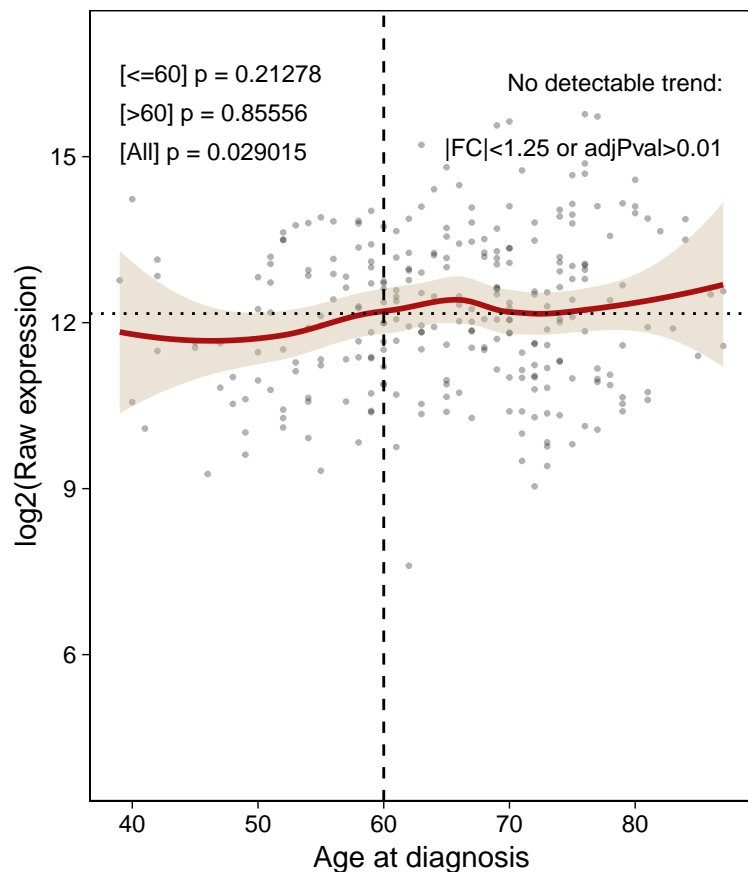 [<=60] p = 0.21278
[>60] p = 0.85556
[All] p = 0.029015
No detectable trend:
|FC|<1.25 or adjPval>0.01
log2(Raw expression)
15
12
9
6
40 50 60 70 80
Age at diagnosis